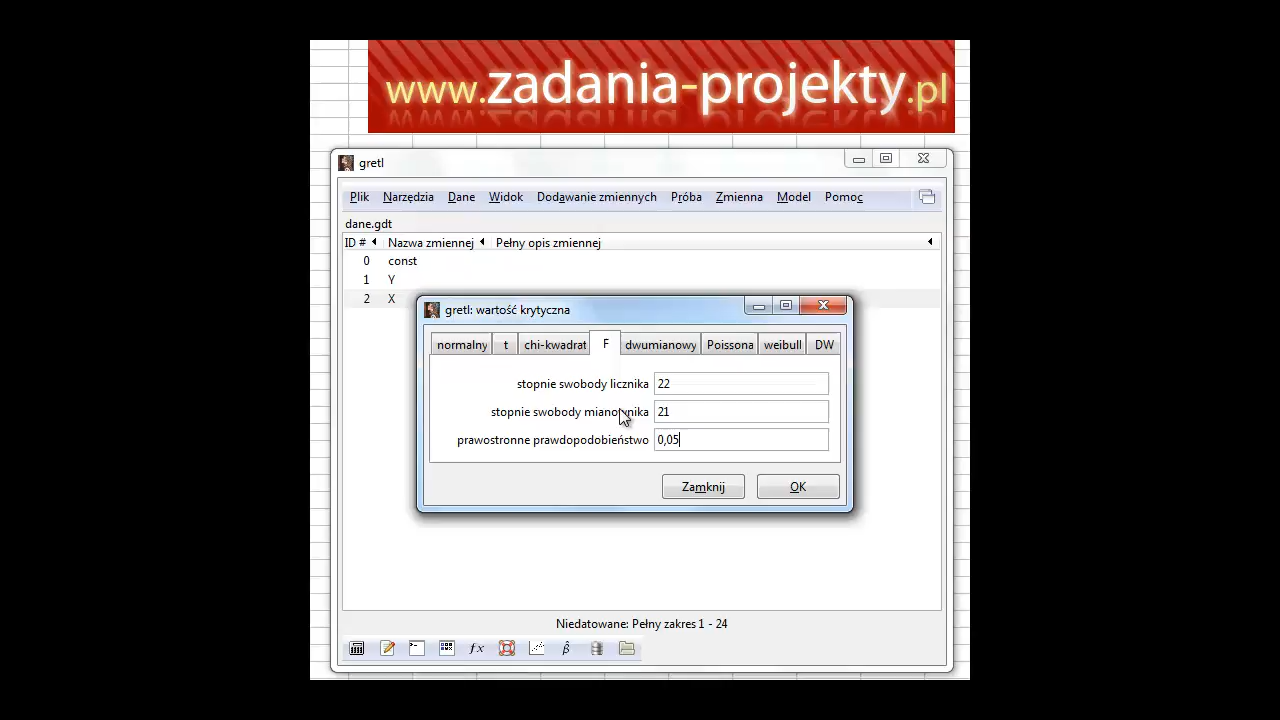 www.zadania-projekty.pl
gretl
Plik Narzędzia Dane Widok Dodawanie zmiennych Próba Zmienna Model Pomoc
dane.gdt
ID # Nazwa zmiennej Pełny opis zmiennej
0 const
1 Y
2 X
gretl: wartość krytyczna
normalny t chi-kwadrat F dwumianowy Poissona weibull DW
stopnie swobody licznika 22
stopnie swobody mianownika 21
prawostronne prawdopodobieństwo 0,05
Zamknij OK
Niedatowane: Pełny zakres 1 - 24
fx β̂